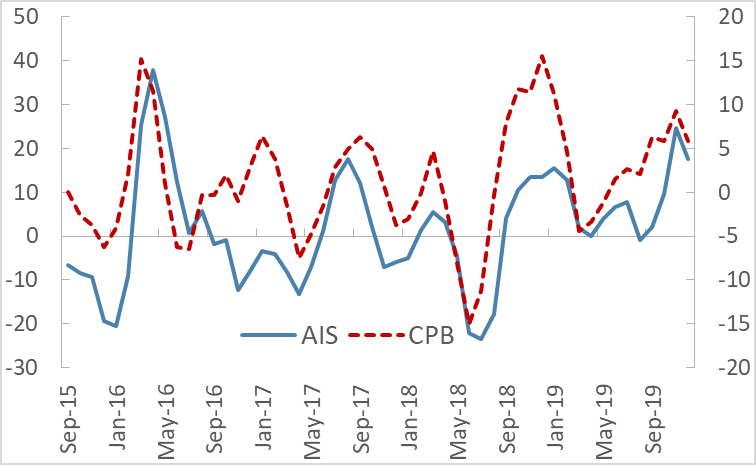 50
40
30
20
10
0
-10
-20
-30
20
15
10
5
0
-5
-10
-15
-20
AIS
CPB
Sep-15
Jan-16
May-16
Sep-16
Jan-17
May-17
Sep-17
Jan-18
May-18
Sep-18
Jan-19
May-19
Sep-19